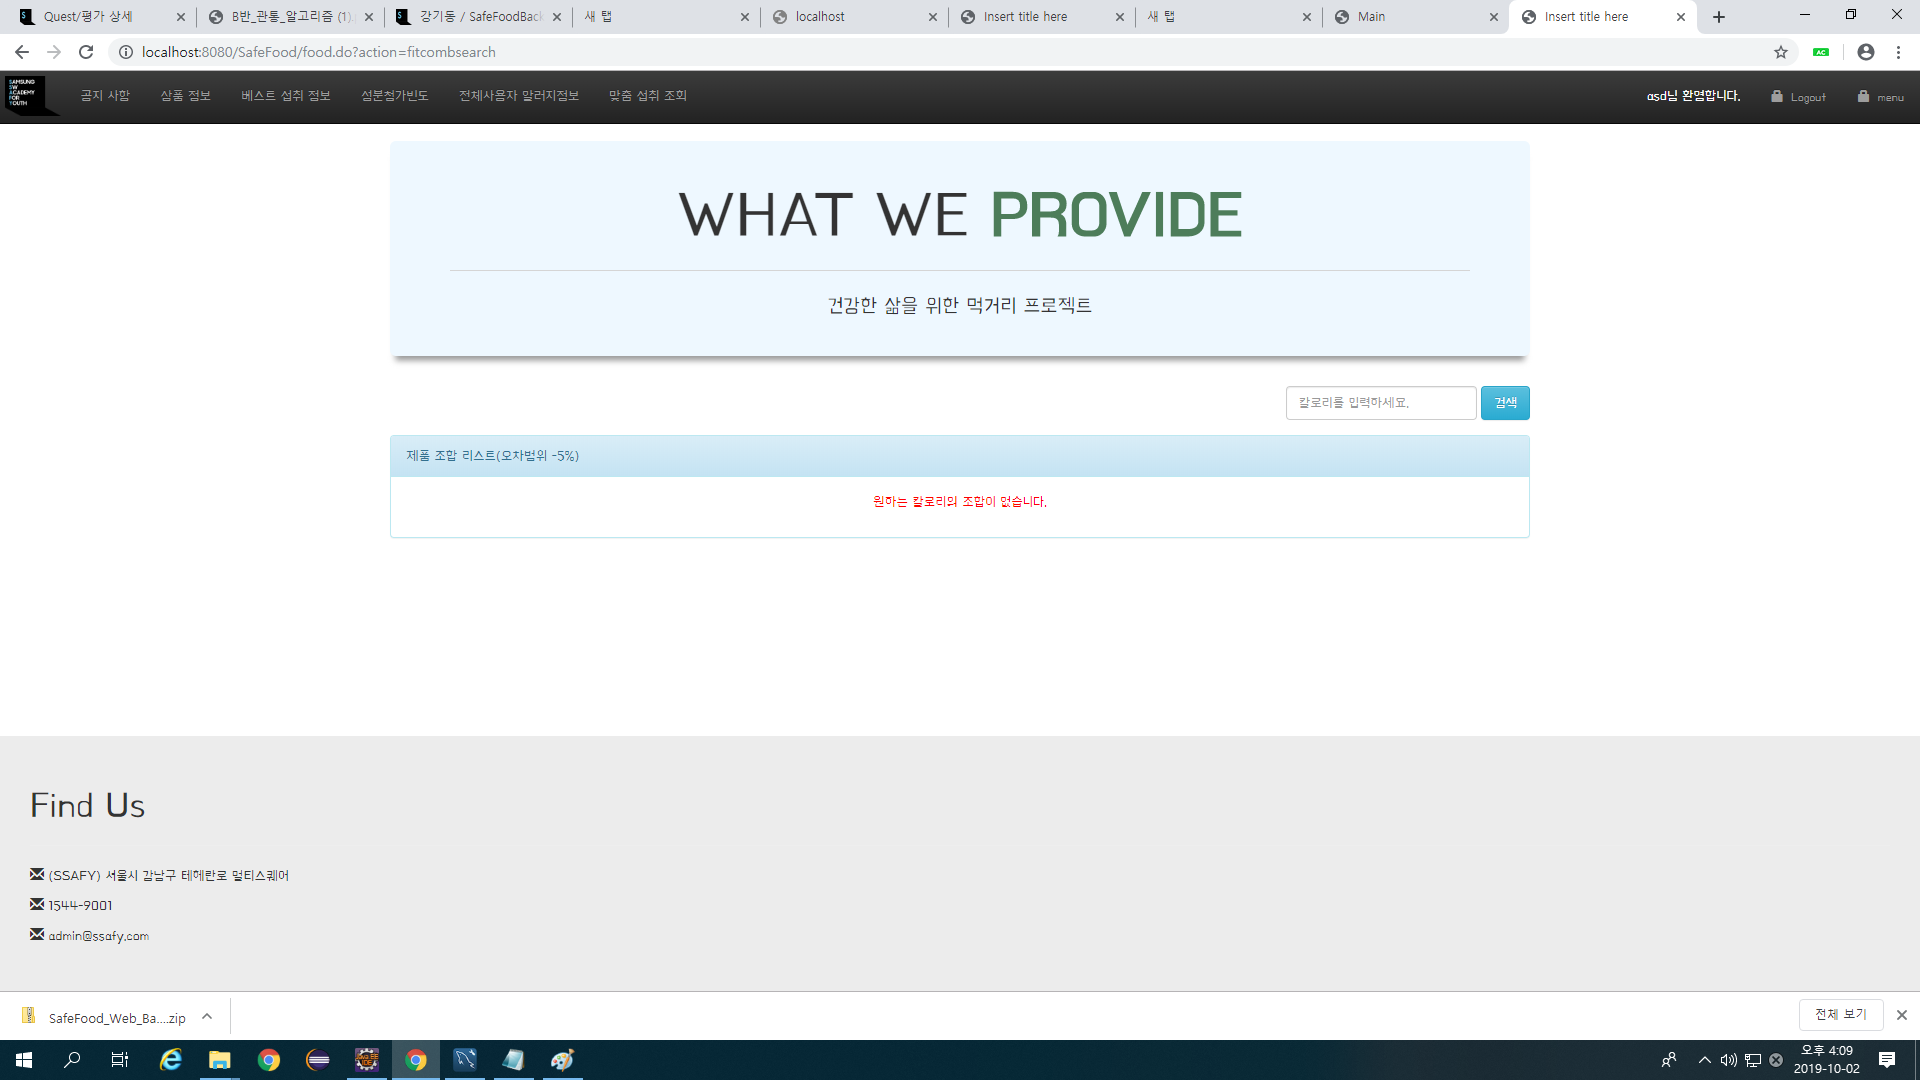 Quest/평가 상세
B반_관통_알고리즘 (1).
강기동 / SafeFoodBack
새 탭
localhost
Insert title here
새 탭
Main
Insert title here
localhost:8080/SafeFood/food.do?action=fitcombsearch
AC
SAMSUNG
SW
ACADEMY
FOR
YOUTH
공지 사항
상품 정보
베스트 섭취 정보
섬분첨가빈도
전체사용자 알러지정보
맞춤 섭취 조회
asd님 환영합니다.
Logout
menu
WHAT WE PROVIDE
건강한 삶을 위한 먹거리 프로젝트
칼로리를 입력하세요.
검색
제품 조합 리스트(오차범위 -5%)
원하는 칼로리의 조합이 없습니다.
Find Us
(SSAFY) 서울시 강남구 테헤란로 멀티스퀘어
1544-9001
admin@ssafy.com
SafeFood_Web_Ba....zip
전체 보기
오후 4:09
2019-10-02